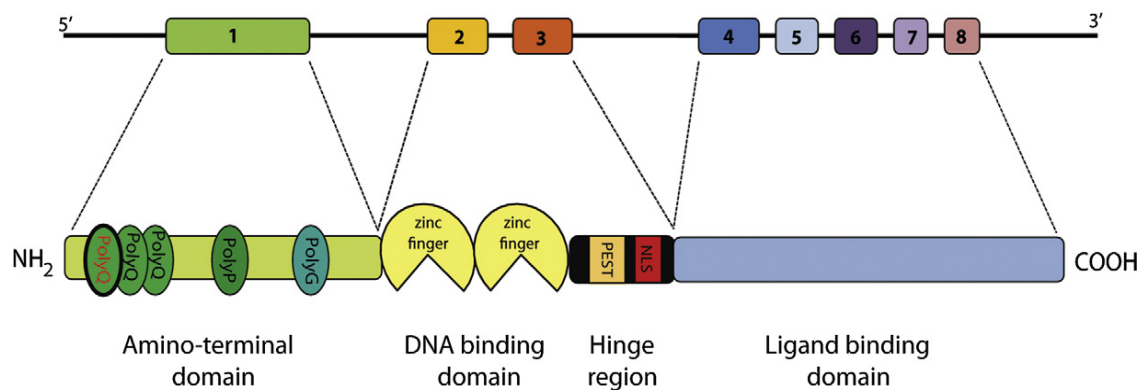 5′
1
2
3
4
5
6
7
8
3′
NH2
PolyQ
PolyQ
PolyQ
PolyP
PolyG
zinc
finger
zinc
finger
PEST
NLS
COOH
Amino-terminal
domain
DNA binding
domain
Hinge
region
Ligand binding
domain